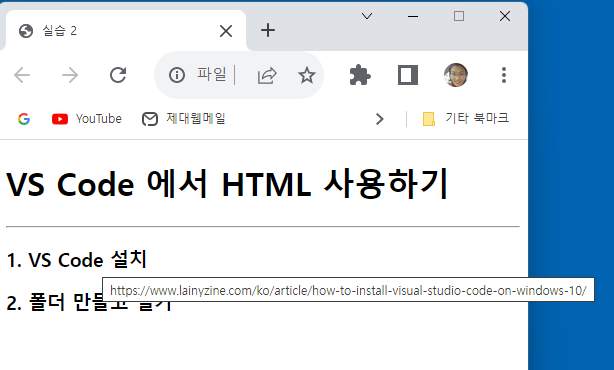 실습 2
파일
YouTube
제대웹메일
기타 북마크
VS Code 에서 HTML 사용하기
1. VS Code 설치
https://www.lainyzine.com/ko/article/how-to-install-visual-studio-code-on-windows-10/
2. 폴더 만들고 열기